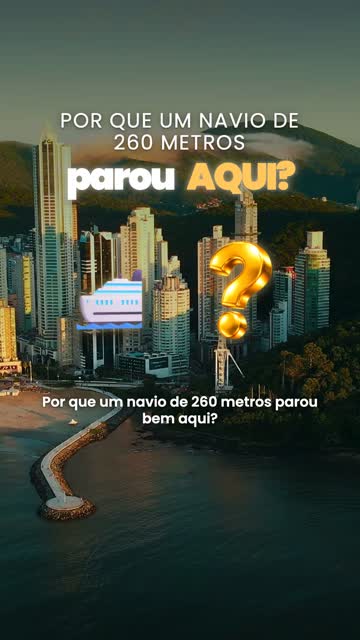 POR QUE UM NAVIO DE
260 METROS
parou AQUI?
Por que um navio de 260 metros parou
bem aqui?